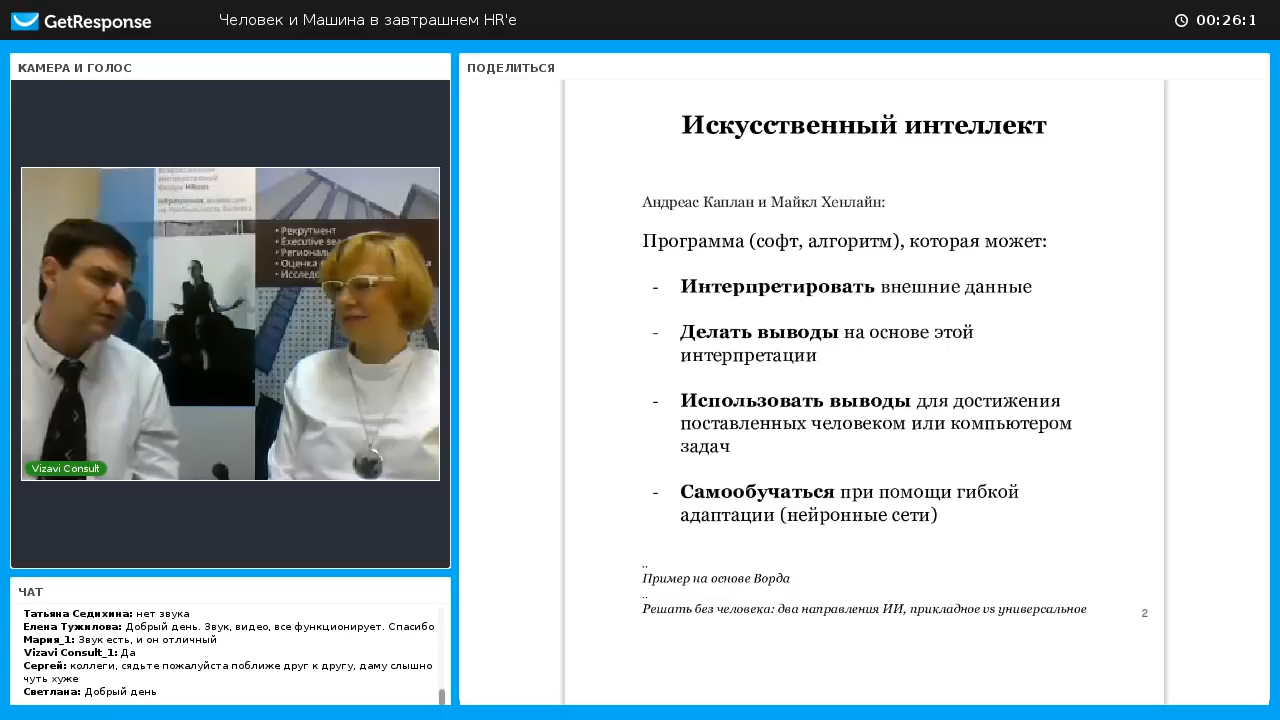 GetResponse
Человек и Машина в завтрашнем HR'е
00:26:1
КАМЕРА И ГОЛОС
• Рекрутмент
• Executive
• Оценка
Vizavi Consult
ЧАТ
Татьяна Седихина: нет звука
Елена Тужилова: Добрый день. Звук, видео, все функционирует. Спасибо
Мария_1: Звук есть, и он отличный
Vizavi Consult_1: Да
Сергей: коллеги, сядьте пожалуйста поближе друг к другу, даму слышно
чуть хуже
Светлана: Добрый день
ПОДЕЛИТЬСЯ
Искусственный интеллект
Андреас Каплан и Майкл Хенлайн:
Программа (софт, алгоритм), которая может:
- Интерпретировать внешние данные
- Делать выводы на основе этой
интерпретации
- Использовать выводы для достижения
поставленных человеком или компьютером
задач
- Самообучаться при помощи гибкой
адаптации (нейронные сети)
..
Пример на основе Ворда
..
Решать без человека: два направления ИИ, прикладное vs универсальное
2